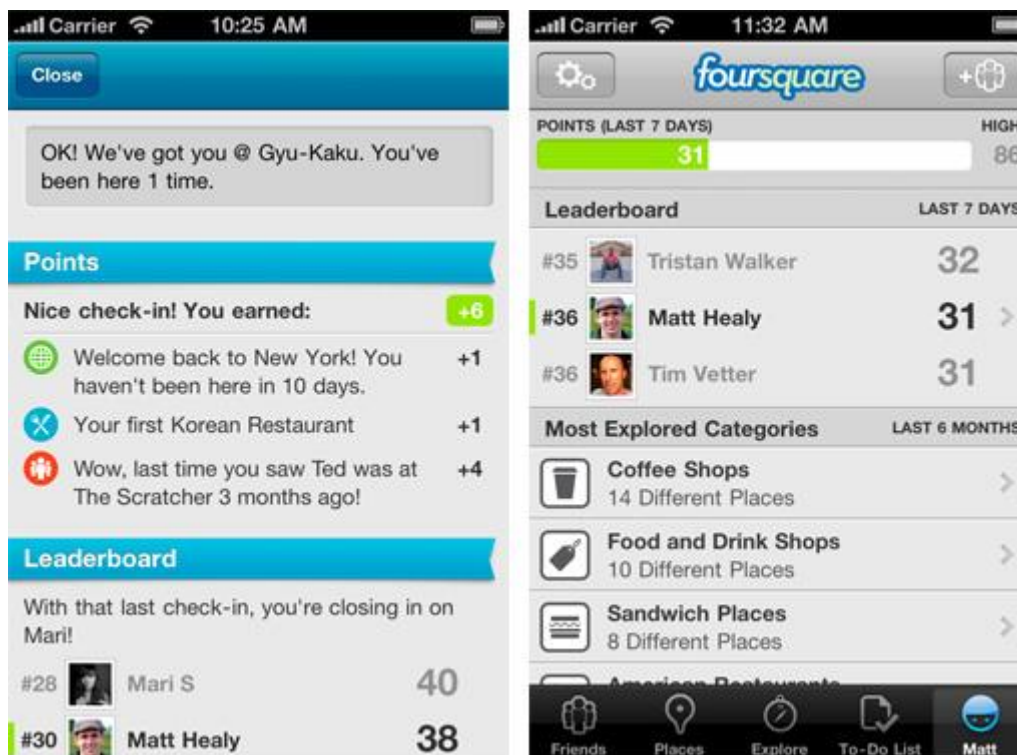 Carrier 10:25 AM
Close
OK! We've got you @ Gyu-Kaku. You've
been here 1 time.
Points
Nice check-in! You earned: +6
Welcome back to New York! You +1
haven't been here in 10 days.
Your first Korean Restaurant +1
Wow, last time you saw Ted was at +4
The Scratcher 3 months ago!
Leaderboard
With that last check-in, you're closing in on
Mari!
#28 Mari S 40
#30 Matt Healy 38
Carrier 11:32 AM
foursquare
POINTS (LAST 7 DAYS) HIGH
31 86
Leaderboard LAST 7 DAYS
#35 Tristan Walker 32
#36 Matt Healy 31
#36 Tim Vetter 31
Most Explored Categories LAST 6 MONTHS
Coffee Shops
14 Different Places
Food and Drink Shops
10 Different Places
Sandwich Places
8 Different Places
American Restaurants
Friends Places Explore To-Do List Matt